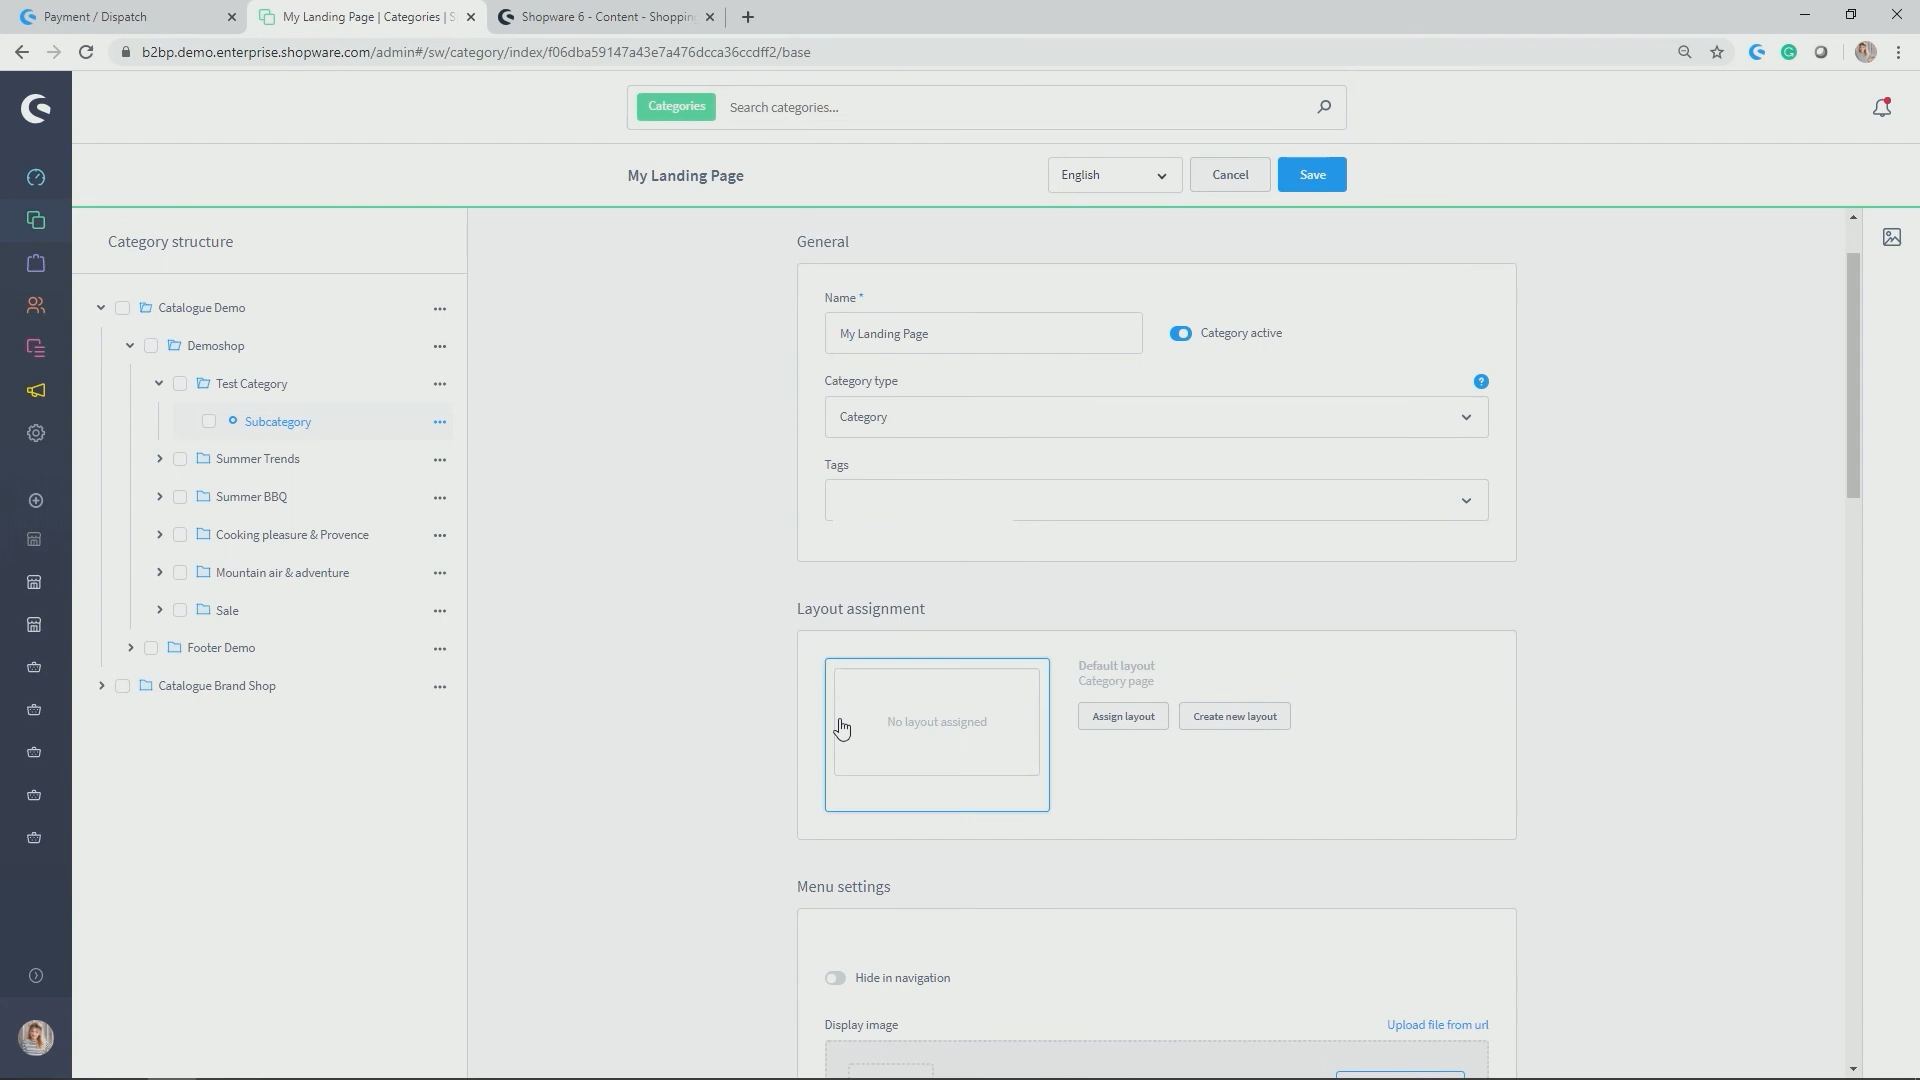 Payment / Dispatch
My Landing Page | Categories | S
Shopware 6 - Content - Shopping
b2bp.demo.enterprise.shopware.com/admin#/sw/category/index/f06dba59147a43e7a476dcca36ccdff2/base
Categories
Search categories...
My Landing Page
English
Cancel
Save
Category structure
Catalogue Demo
Demoshop
Test Category
Subcategory
Summer Trends
Summer BBQ
Cooking pleasure & Provence
Mountain air & adventure
Sale
Footer Demo
Catalogue Brand Shop
General
Name *
My Landing Page
Category active
Category type
?
Category
Tags
Layout assignment
No layout assigned
Default layout
Category page
Assign layout
Create new layout
Menu settings
Hide in navigation
Display image
Upload file from url